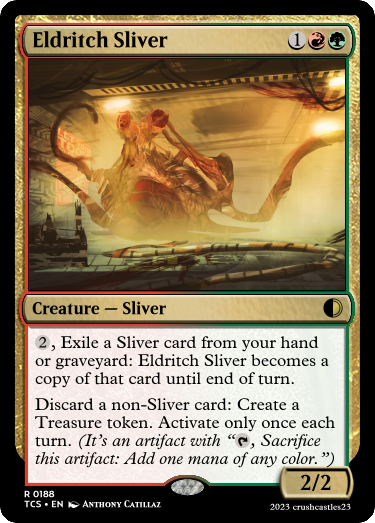 Eldritch Sliver 1
Creature — Sliver
2, Exile a Sliver card from your hand
or graveyard: Eldritch Sliver becomes a
copy of that card until end of turn.
Discard a non-Sliver card: Create a
Treasure token. Activate only once each
turn. (It's an artifact with “, Sacrifice
this artifact: Add one mana of any color.”)
2/2
R 0188
TCS • EN Anthony Catillaz
2023 crushcastles23